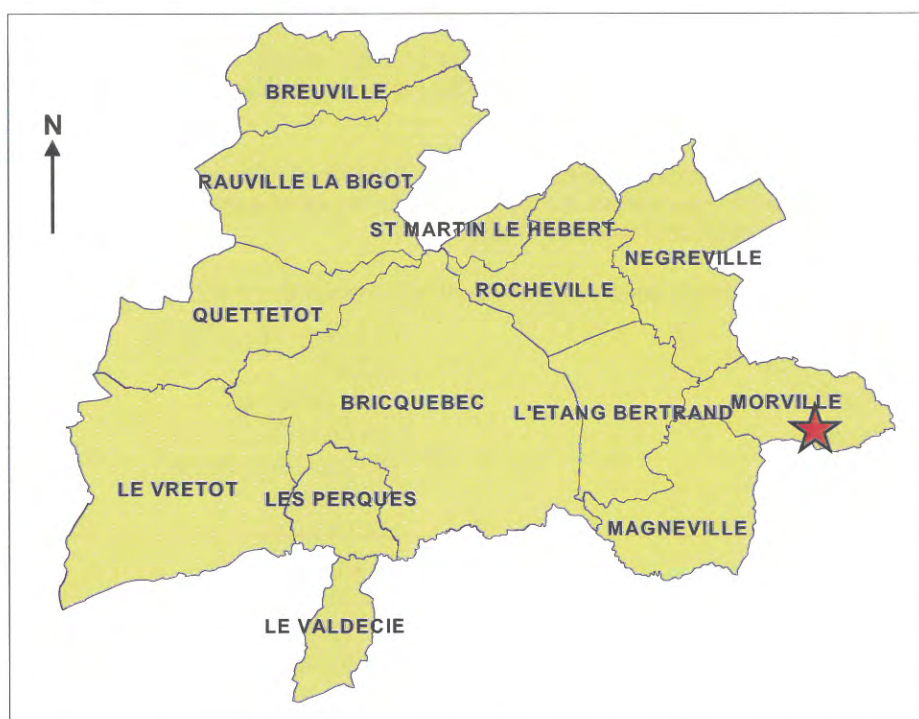 BREUVILLE
N
RAUVILLE LA BIGOT
ST MARTIN LE HEBERT
NEGREVILLE
ROCHEVILLE
QUETTETOT
BRICQUEBEC
L'ETANG BERTRAND
MORVILLE
LE VRETOT
LES PERQUES
MAGNEVILLE
LE VALDECIE